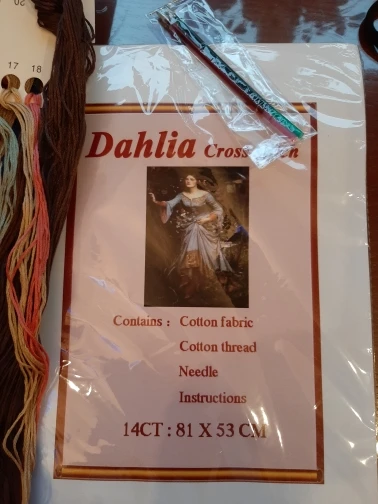 17 18
Dahlia Cross
Contains : Cotton fabric
Cotton thread
Needle
Instructions
14CT : 81 X 53 CM